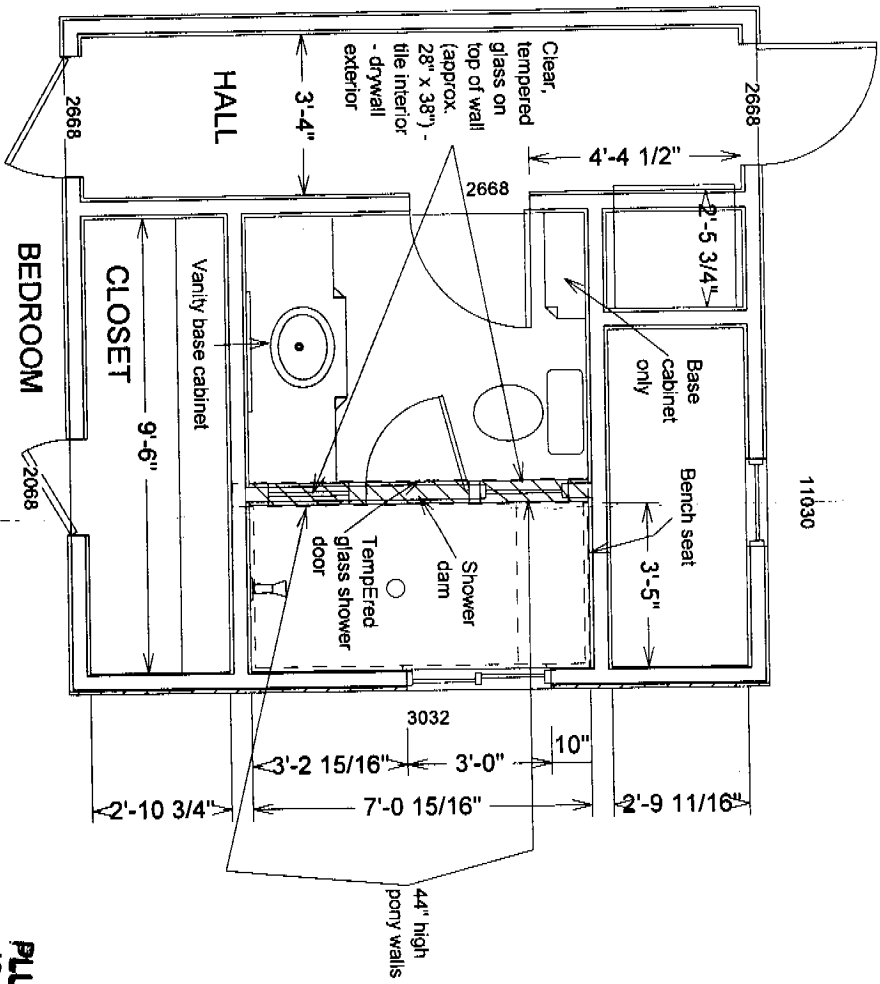 Clear,
tempered
glass on
top of wall
(approx.
28" x 38") -
tile interior
- drywall
exterior
HALL
3'-4"
2668
2668
4'-4 1/2"
2668
2'-5 3/4"
BEDROOM
CLOSET
Vanity base cabinet
9'-6"
2068
Base
cabinet
only
Bench seat
11030
3'-5"
Shower
dam
TempEred
glass shower
door
3032
10"
3'-2 15/16"
3'-0"
2'-10 3/4"
7'-0 15/16"
2'-9 11/16"
44" high
pony walls